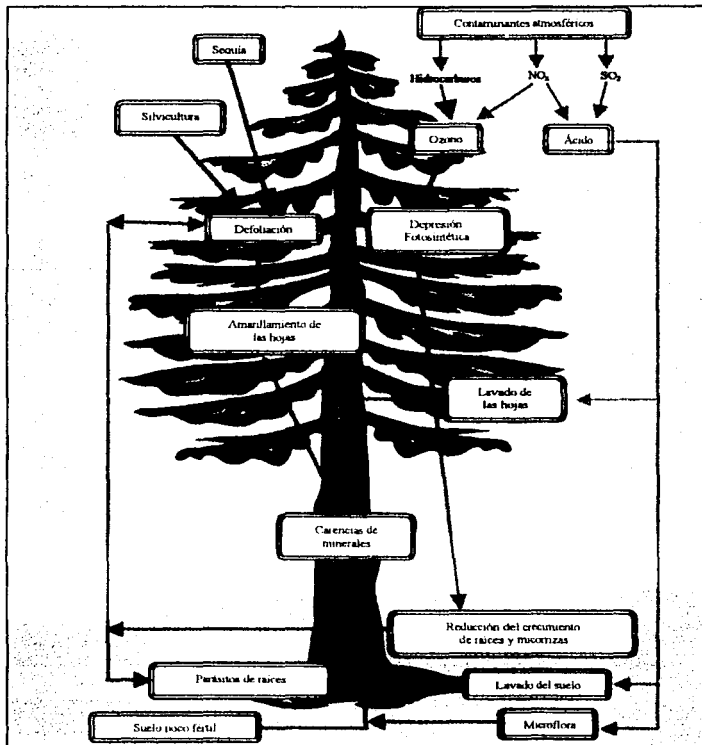 Contaminantes atmosféricos
Sequía
Hidrocarburos
NOx
SO2
Silvicultura
Ozono
Ácido
Defoliación
Depresión
Fotosintética
Amarillamiento de
las hojas
Lavado de
las hojas
Carencias de
minerales
Reducción del crecimiento
de raíces y micorrizas
Parásitos de raíces
Lavado del suelo
Suelo poco fertil
Microflora